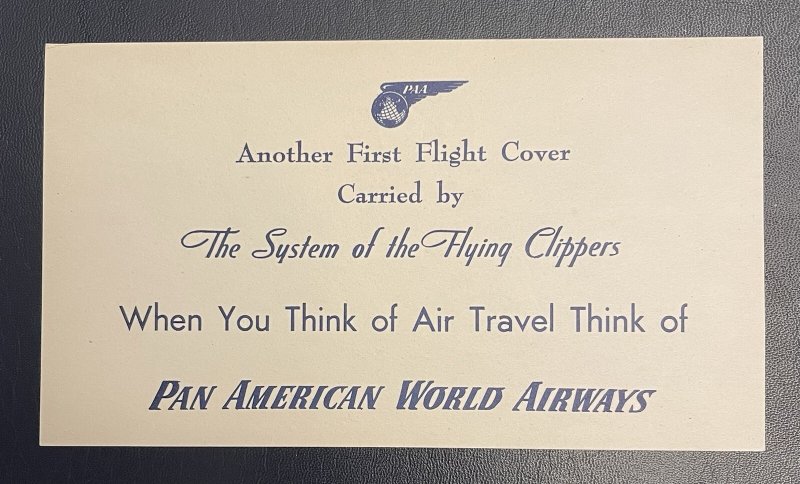 PAA
Another First Flight Cover
Carried by
The System of the Flying Clippers
When You Think of Air Travel Think of
PAN AMERICAN WORLD AIRWAYS